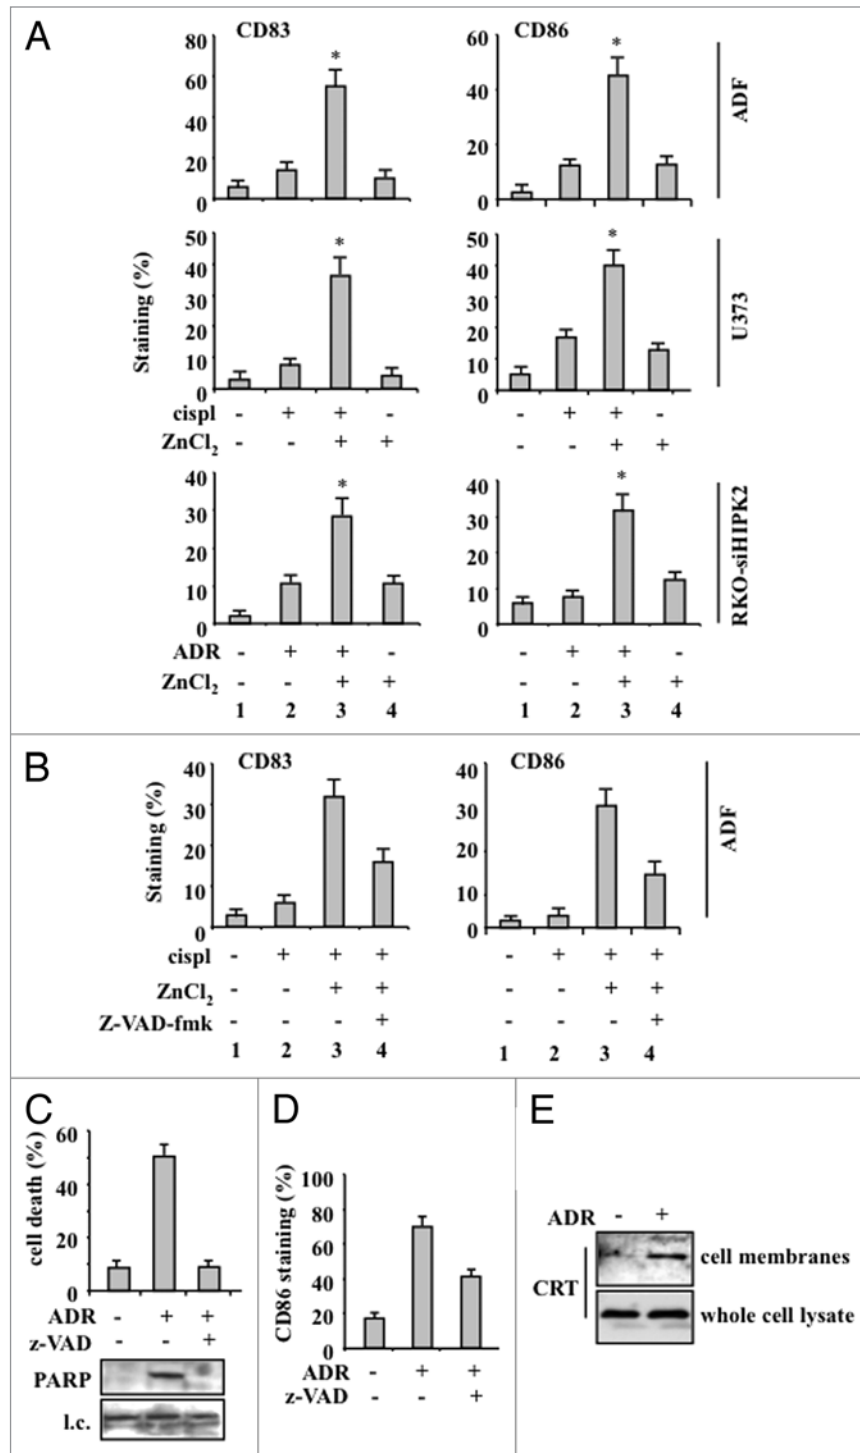 A
CD83 CD86
80 60 40 20 0
*
60 40 20 0
*
ADF
Staining (%)
50 40 30 20 10 0
*
50 40 30 20 10 0
*
U373
cispl - + + - - + + -
ZnCl2 - - + + - - + +
40 30 20 10 0
*
40 30 20 10 0
*
RKO-siHIPK2
ADR - + + - - + + -
ZnCl2 - - + + - - + +
1 2 3 4 1 2 3 4
B
CD83 CD86
Staining (%)
40 30 20 10 0
40 30 20 10 0
ADF
cispl - + + + - + + +
ZnCl2 - - + + - - + +
Z-VAD-fmk - - - + - - - +
1 2 3 4 1 2 3 4
C
cell death (%)
60 40 20 0
ADR - + +
z-VAD - - +
PARP
l.c.
D
CD86 staining (%)
100 80 60 40 20 0
ADR - + +
z-VAD - - +
E
ADR - +
CRT
cell membranes
whole cell lysate